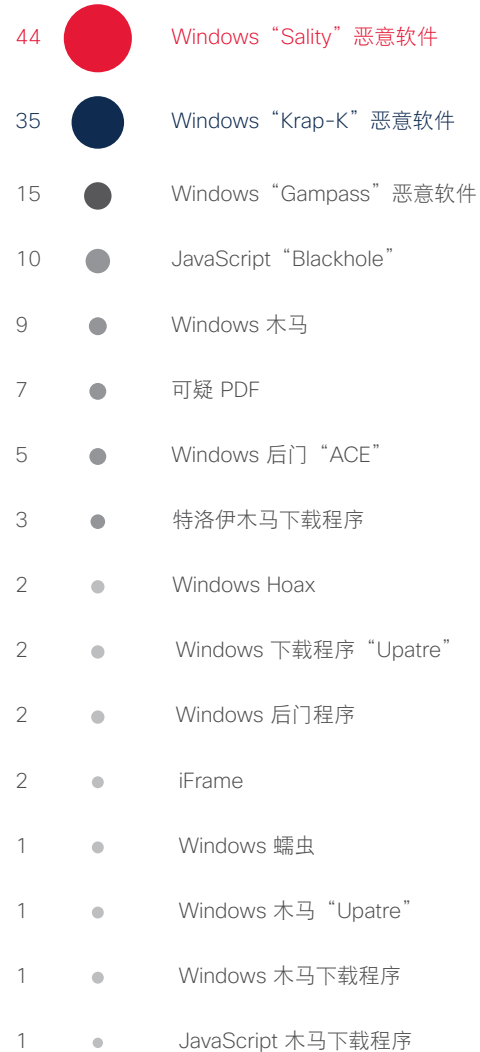 44 Windows“Sality”恶意软件
35 Windows“Krap-K”恶意软件
15 Windows“Gampass”恶意软件
10 JavaScript“Blackhole”
9 Windows 木马
7 可疑 PDF
5 Windows 后门“ACE”
3 特洛伊木马下载程序
2 Windows Hoax
2 Windows 下载程序“Upatre”
2 Windows 后门程序
2 iFrame
1 Windows 蠕虫
1 Windows 木马“Upatre”
1 Windows 木马下载程序
1 JavaScript 木马下载程序